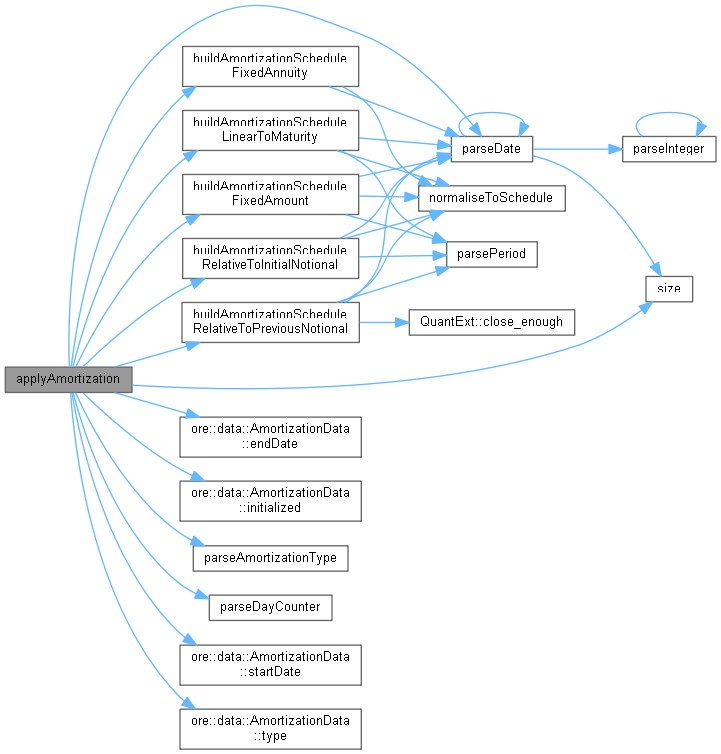 buildAmortizationSchedule
FixedAnnuity
buildAmortizationSchedule
LinearToMaturity
parseDate
parseInteger
buildAmortizationSchedule
FixedAmount
normaliseToSchedule
buildAmortizationSchedule
RelativeToInitialNotional
parsePeriod
size
buildAmortizationSchedule
RelativeToPreviousNotional
QuantExt::close_enough
applyAmortization
ore::data::AmortizationData
::endDate
ore::data::AmortizationData
::initialized
parseAmortizationType
parseDayCounter
ore::data::AmortizationData
::startDate
ore::data::AmortizationData
::type